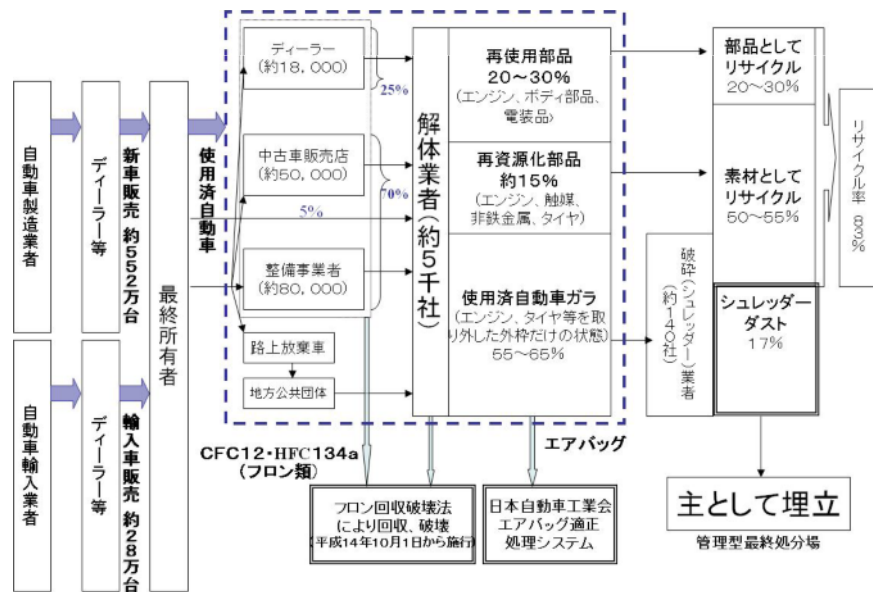 自動車製造業者
ディーラー等
新車販売 約552万台
自動車輸入業者
ディーラー等
輸入車販売 約28万台
最終所有者
使用済自動車
ディーラー
(約18,000)
25%
中古車販売店
(約50,000)
70%
5%
整備事業者
(約80,000)
路上放棄車
地方公共団体
解体業者(約5千社)
再使用部品
20~30%
(エンジン、ボディ部品、
電装品)
再資源化部品
約15%
(エンジン、触媒、
非鉄金属、タイヤ)
使用済自動車ガラ
(エンジン、タイヤ等を取
り外した外枠だけの状態)
55~65%
CFC12・HFC134a
(フロン類)
エアバッグ
フロン回収破壊法
により回収、破壊
(平成14年10月1日から施行)
日本自動車工業会
エアバッグ適正
処理システム
破砕(シュレッダー)業者
(約140社)
部品として
リサイクル
20~30%
素材として
リサイクル
50~55%
シュレッダー
ダスト
17%
リサイクル率 83%
主として埋立
管理型最終処分場